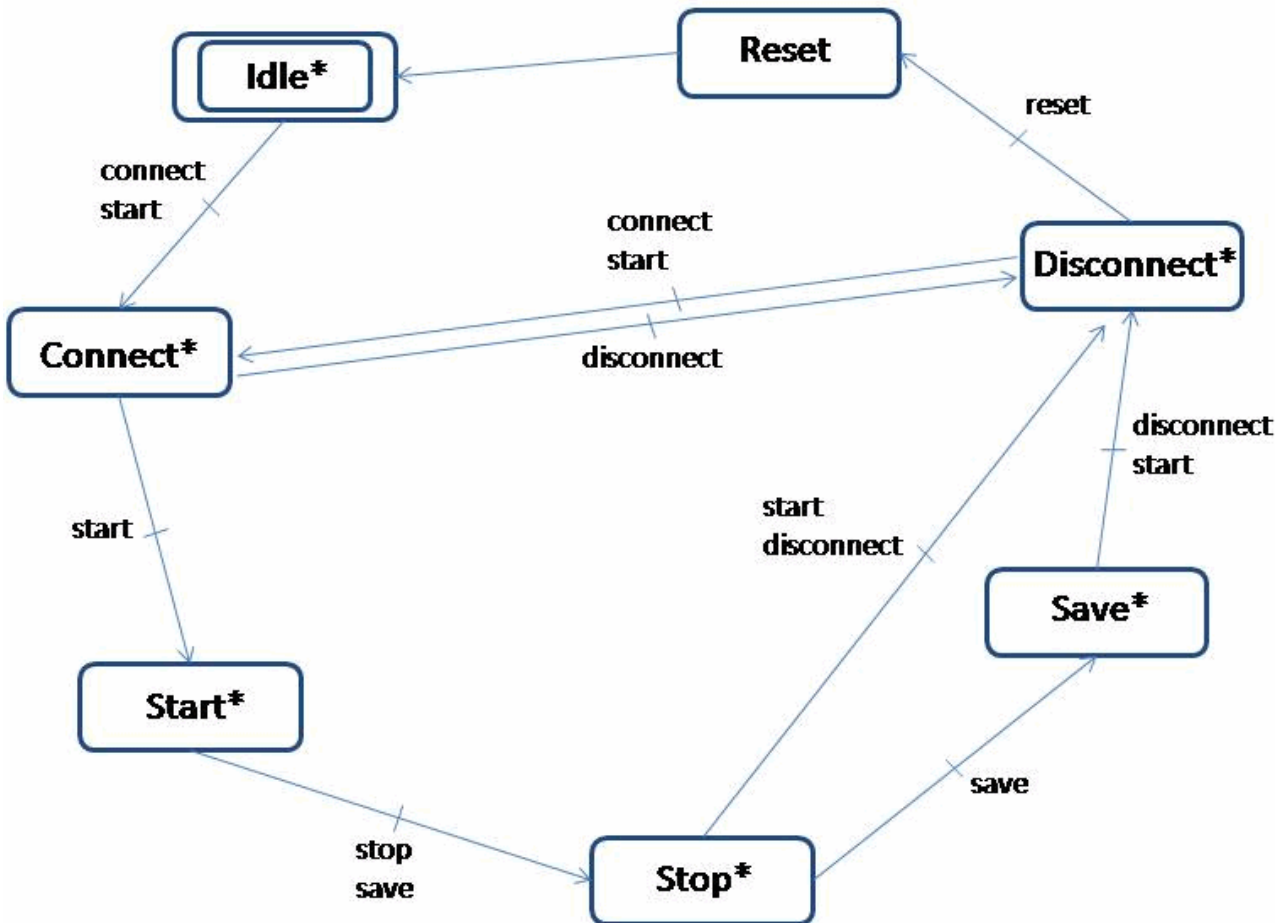 Reset
Idle*
reset
connect
start
connect
start
Disconnect*
Connect*
disconnect
disconnect
start
start
start
disconnect
Save*
Start*
save
stop
save
Stop*